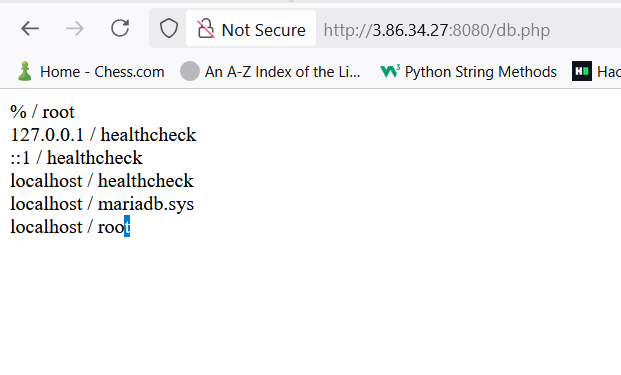 Not Secure http://3.86.34.27:8080/db.php
Home - Chess.com An A-Z Index of the Li... W3 Python String Methods Hac
% / root
127.0.0.1 / healthcheck
::1 / healthcheck
localhost / healthcheck
localhost / mariadb.sys
localhost / root